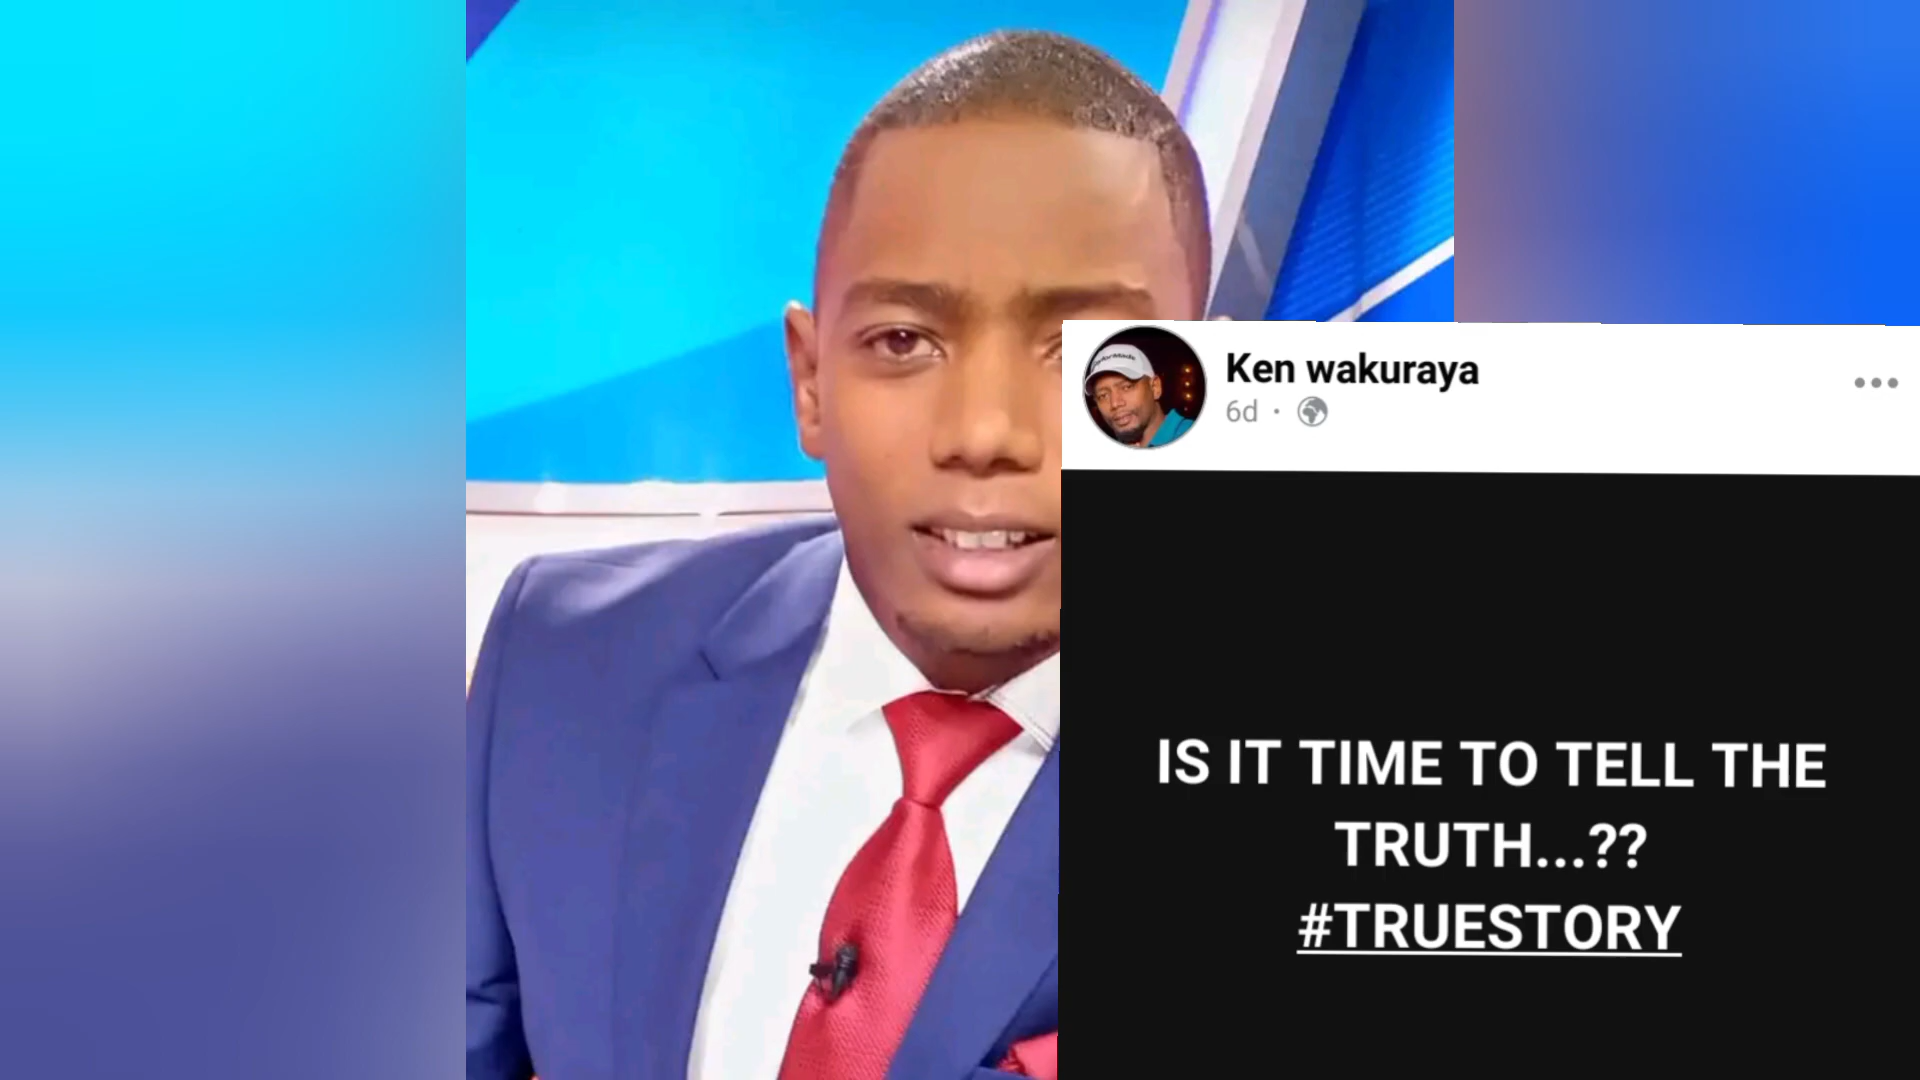 Ken wakuraya
6d ·
IS IT TIME TO TELL THE
TRUTH...??
#TRUESTORY